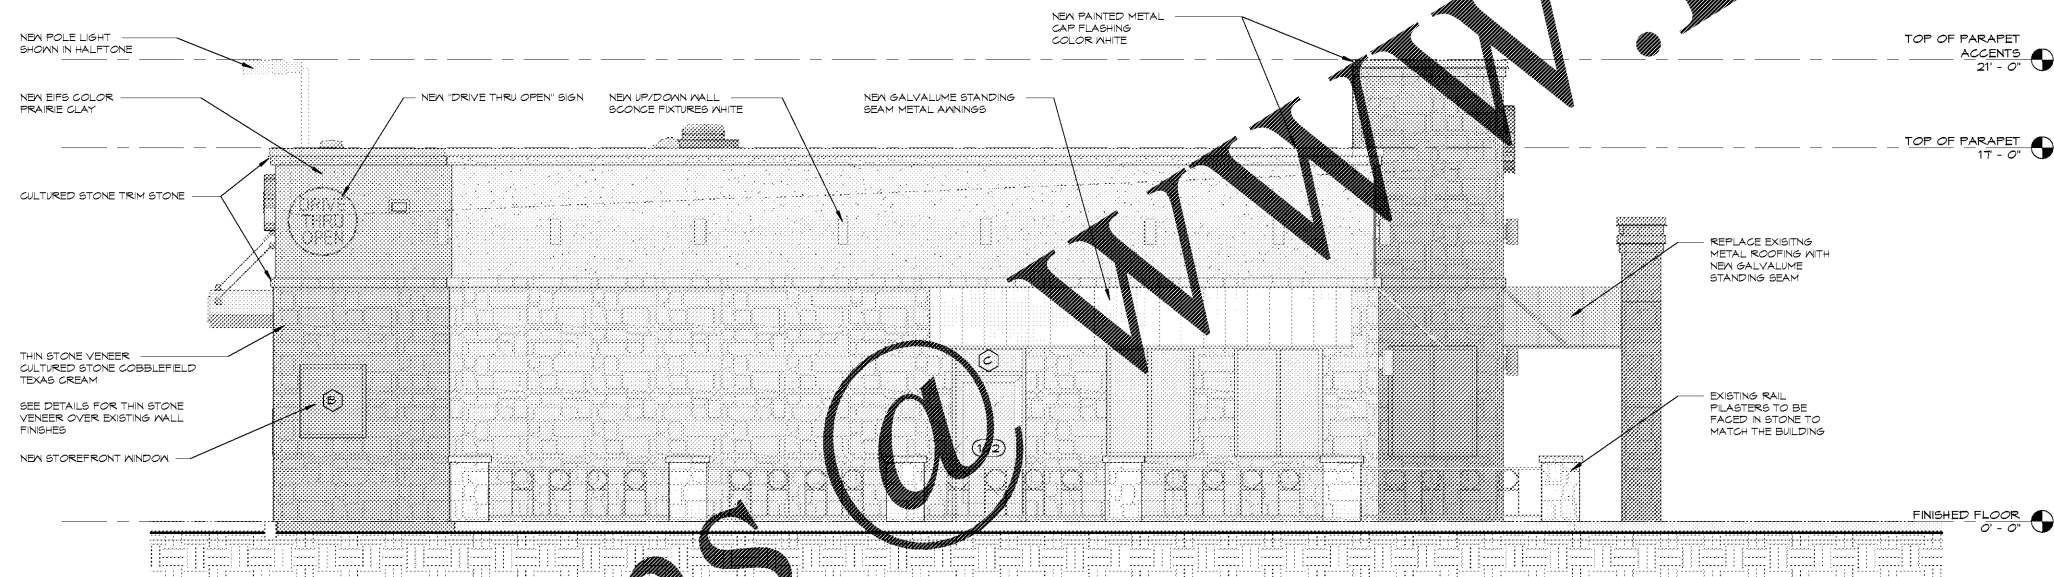 NEW POLE LIGHT
SHOWN IN HALFTONE
NEW PAINTED METAL
CAP FLASHING
COLOR WHITE
TOP OF PARAPET
ACCENTS
21' - 0"
NEW EIFS COLOR
PRAIRIE CLAY
NEW "DRIVE THRU OPEN" SIGN
NEW UP/DOWN WALL
SCONCE FIXTURES WHITE
NEW GALVALUME STANDING
SEAM METAL AWNINGS
TOP OF PARAPET
17' - 0"
CULTURED STONE TRIM STONE
DRIVE
THRU
OPEN
REPLACE EXISITNG
METAL ROOFING WITH
NEW GALVALUME
STANDING SEAM
THIN STONE VENEER
CULTURED STONE COBBLEFIELD
TEXAS CREAM
SEE DETAILS FOR THIN STONE
VENEER OVER EXISTING WALL
FINISHES
NEW STOREFRONT WINDOW
B
C
EXISTING RAIL
PILASTERS TO BE
FACED IN STONE TO
MATCH THE BUILDING
FINISHED FLOOR
0' - 0"
@ www.